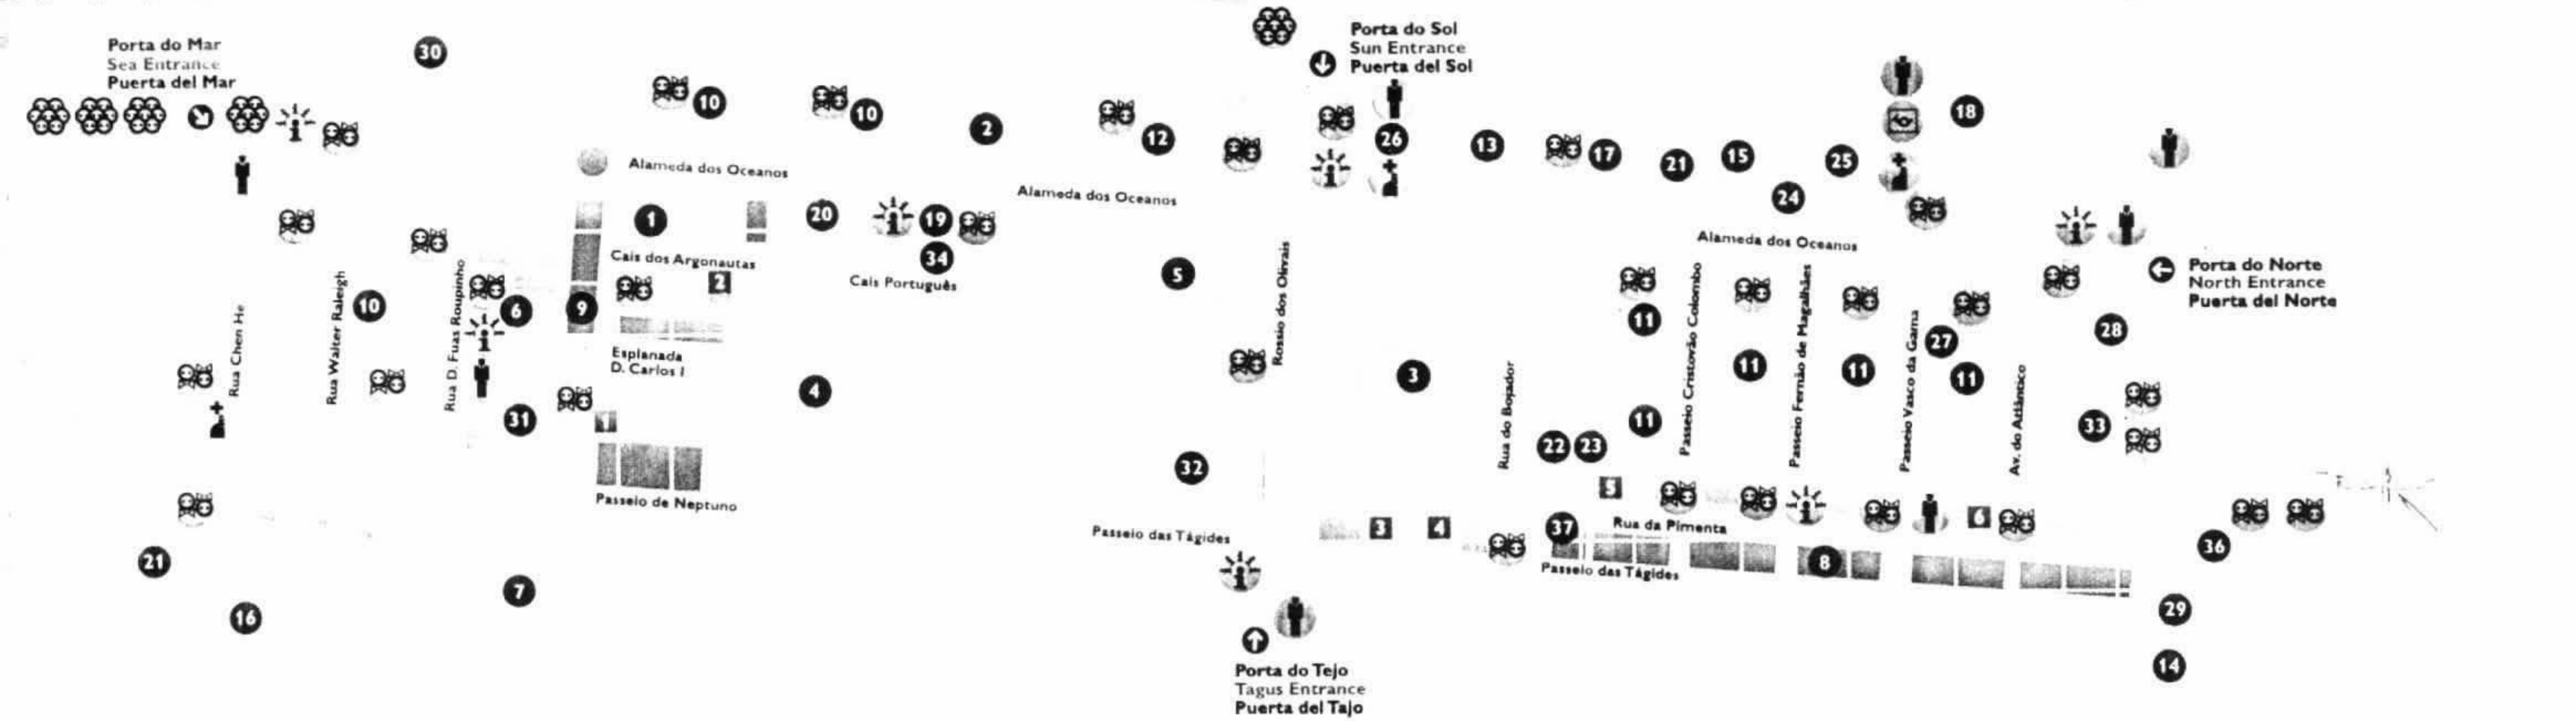 Porta do Mar
Sea Entrance
Puerta del Mar
30
Porta do Sol
Sun Entrance
Puerta del Sol
10
10
2
12
26
13
17
21
15
25
18
24
Alameda dos Oceanos
Alameda dos Oceanos
Alameda dos Oceanos
1
20
19
34
Cais dos Argonautas
2
Cais Português
5
Rossio dos Olivais
Porta do Norte
North Entrance
Puerta del Norte
Rua Chen He
Rua Walter Raleigh
10
Rua D. Fuas Roupinho
6
9
Esplanada
D. Carlos I
31
1
4
Passeio de Neptuno
3
32
Rua do Bojador
11
11
Passeio Cristovão Colombo
11
Passeio Fernão de Magalhães
11
Passeio Vasco da Gama
27
11
Av. do Atlântico
28
33
22
23
5
Passeio das Tágides
3
4
37
Rua da Pimenta
6
Passeio das Tágides
8
36
29
14
21
16
7
Porta do Tejo
Tagus Entrance
Puerta del Tajo